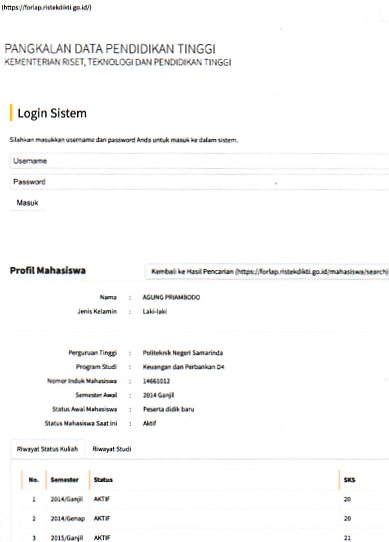 (https://forlap.ristekdikti.go.id/)
PANGKALAN DATA PENDIDIKAN TINGGI
KEMENTERIAN RISET, TEKNOLOGI DAN PENDIDIKAN TINGGI
Login Sistem
Silahkan masukkan username dan password Anda untuk masuk ke dalam sistem.
Username
Password
Masuk
Profil Mahasiswa
Kembali ke Hasil Pencarian (https://forlap.ristekdikti.go.id/mahasiswa/search)
Nama : AGUNG PRIAMBODO
Jenis Kelamin : Laki-laki
Perguruan Tinggi : Politeknik Negeri Samarinda
Program Studi : Keuangan dan Perbankan D4
Nomor Induk Mahasiswa : 14661012
Semester Awal : 2014 Ganjil
Status Awal Mahasiswa : Peserta didik baru
Status Mahasiswa Saat ini : Aktif
Riwayat Status Kuliah Riwayat Studi
No. Semester Status SKS
1 2014/Ganjil AKTIF 20
2 2014/Genap AKTIF 20
3 2015/Ganjil AKTIF 21